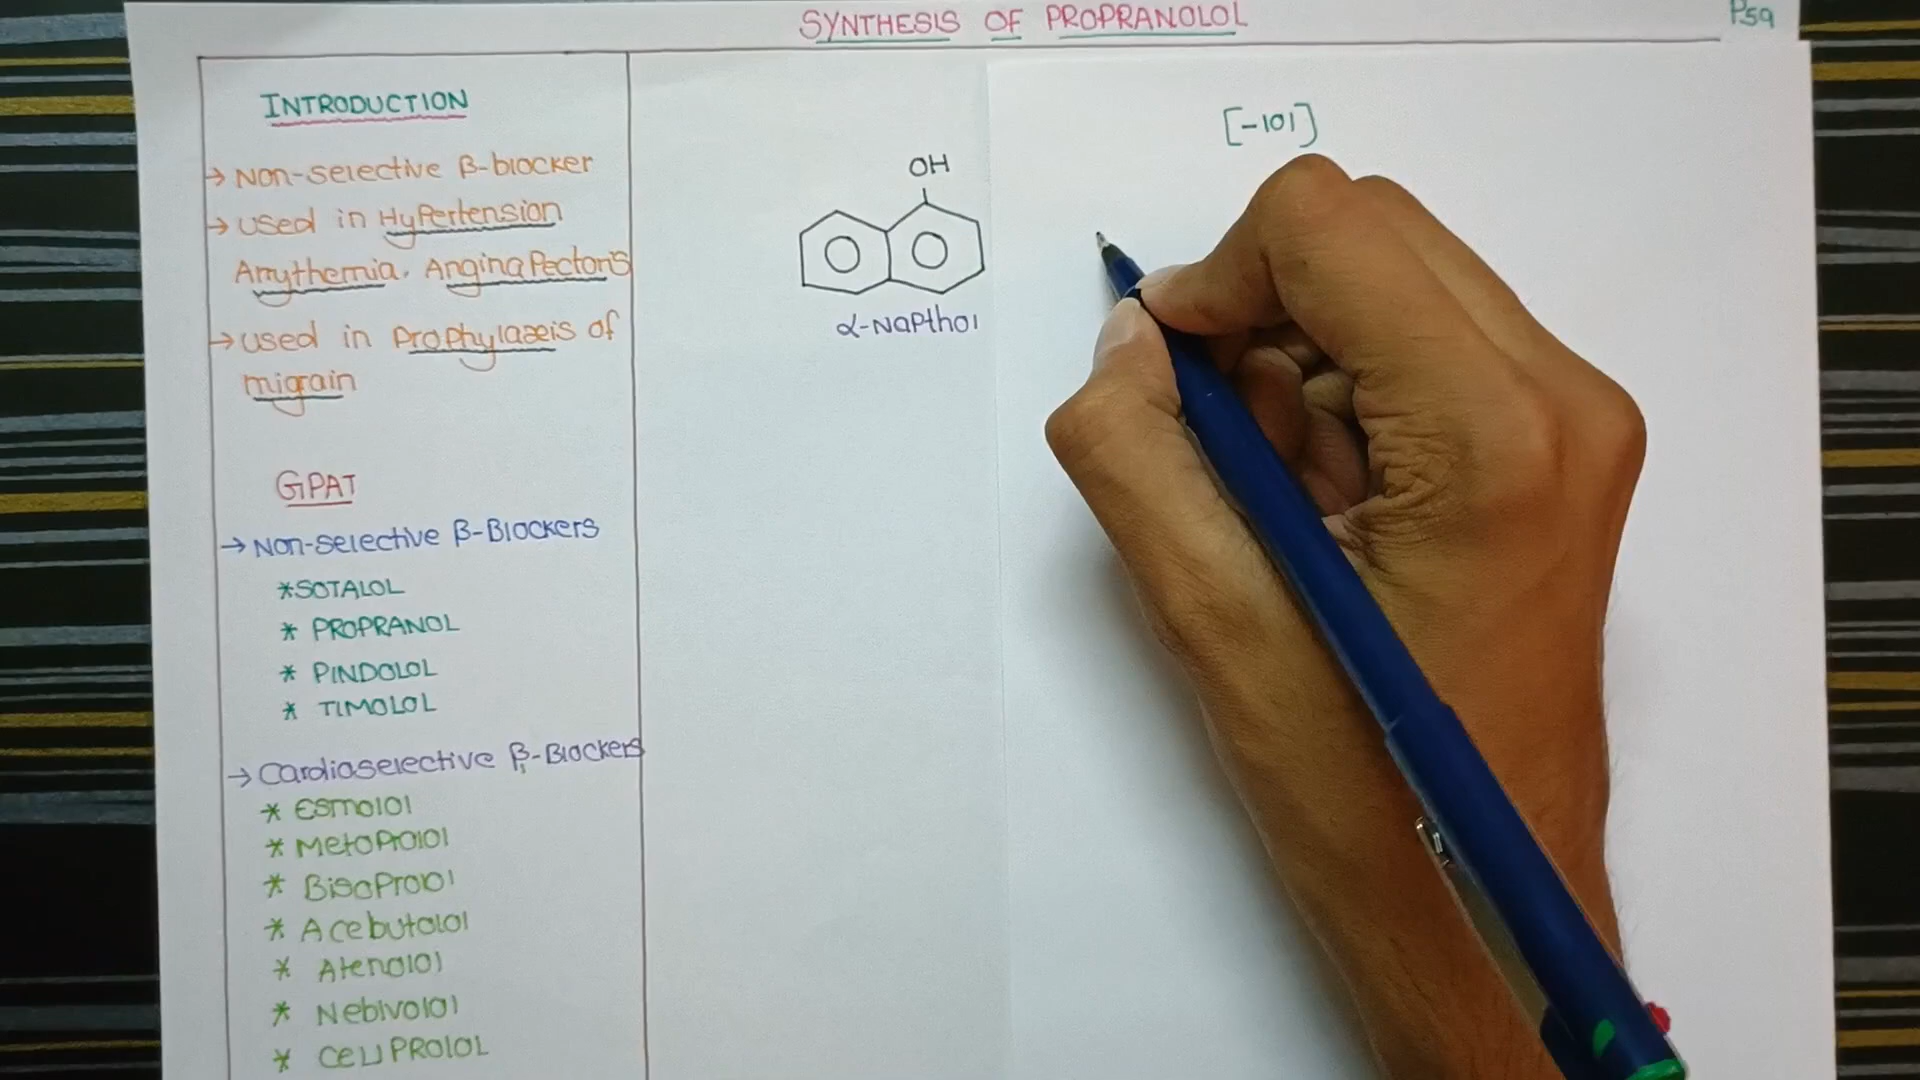 SYNTHESIS OF PROPRANOLOL
P59
INTRODUCTION
→ Non-selective β-blocker
→ used in Hypertension
Arrythemia, Angina Pectoris
→ used in Prophylaxeis of
migrain
GPAT
→ Non-selective β-Blockers
*SOTALOL
* PROPRANOL
* PINDOLOL
* TIMOLOL
→ Cardioselective β₁-Blockers
* Esmolol
* Metoprolol
* Bisoprolol
* Acebutolol
* Atenolol
* Nebivolol
* CELIPROLOL
[-lol]
OH
α-Napthol